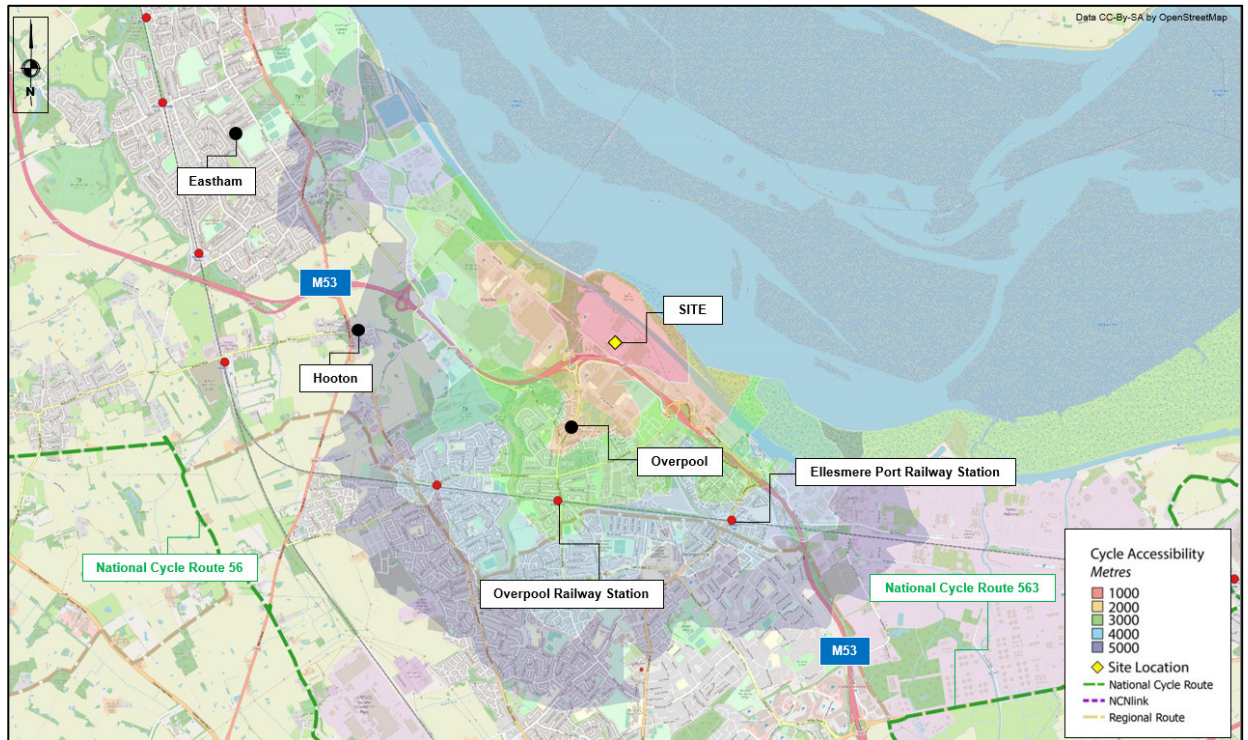 Data CC-By-SA by OpenStreetMap
N
Eastham
M53
SITE
Hooton
Overpool
Ellesmere Port Railway Station
National Cycle Route 56
Overpool Railway Station
National Cycle Route 563
M53
Cycle Accessibility
Metres
1000
2000
3000
4000
5000
Site Location
National Cycle Route
NCNlink
Regional Route